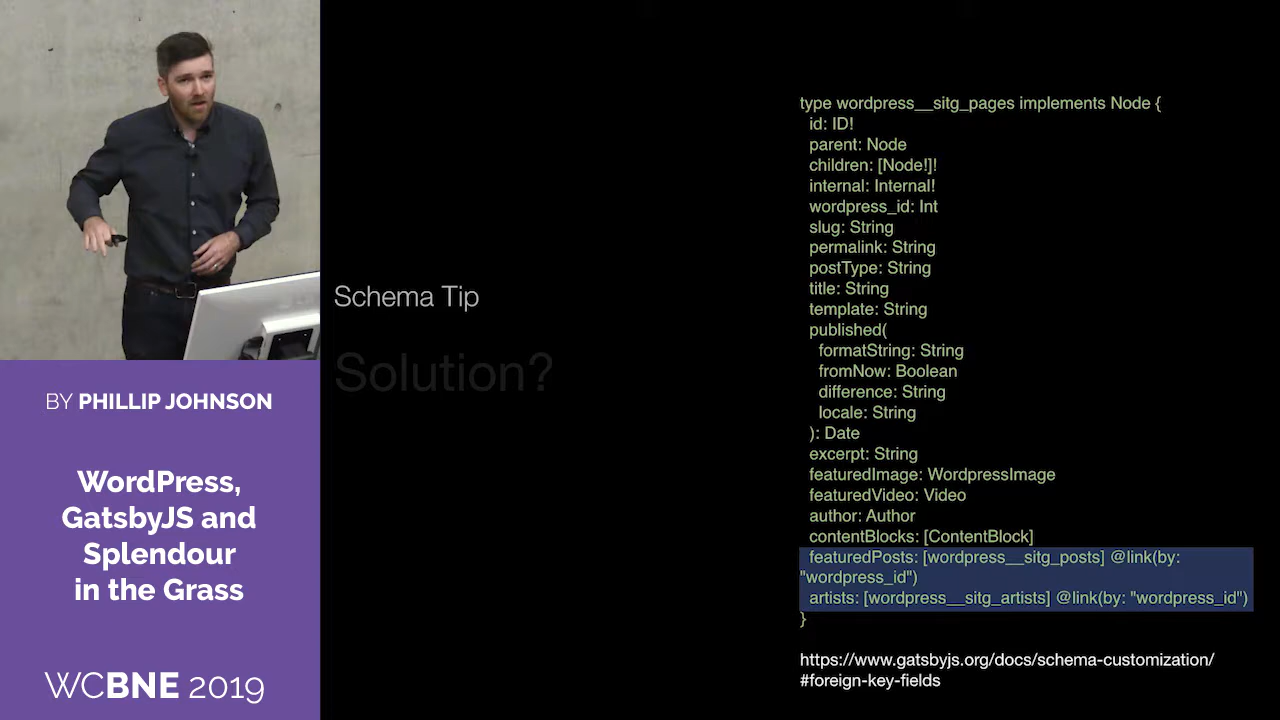 BY PHILLIP JOHNSON
WordPress,
GatsbyJS and
Splendour
in the Grass
WCBNE 2019
Schema Tip
Solution?
type wordpress__sitg_pages implements Node {
id: ID!
parent: Node
children: [Node!]!
internal: Internal!
wordpress_id: Int
slug: String
permalink: String
postType: String
title: String
template: String
published(
formatString: String
fromNow: Boolean
difference: String
locale: String
): Date
excerpt: String
featuredImage: WordpressImage
featuredVideo: Video
author: Author
contentBlocks: [ContentBlock]
featuredPosts: [wordpress__sitg_posts] @link(by:
"wordpress_id")
artists: [wordpress__sitg_artists] @link(by: "wordpress_id")
}
https://www.gatsbyjs.org/docs/schema-customization/
#foreign-key-fields